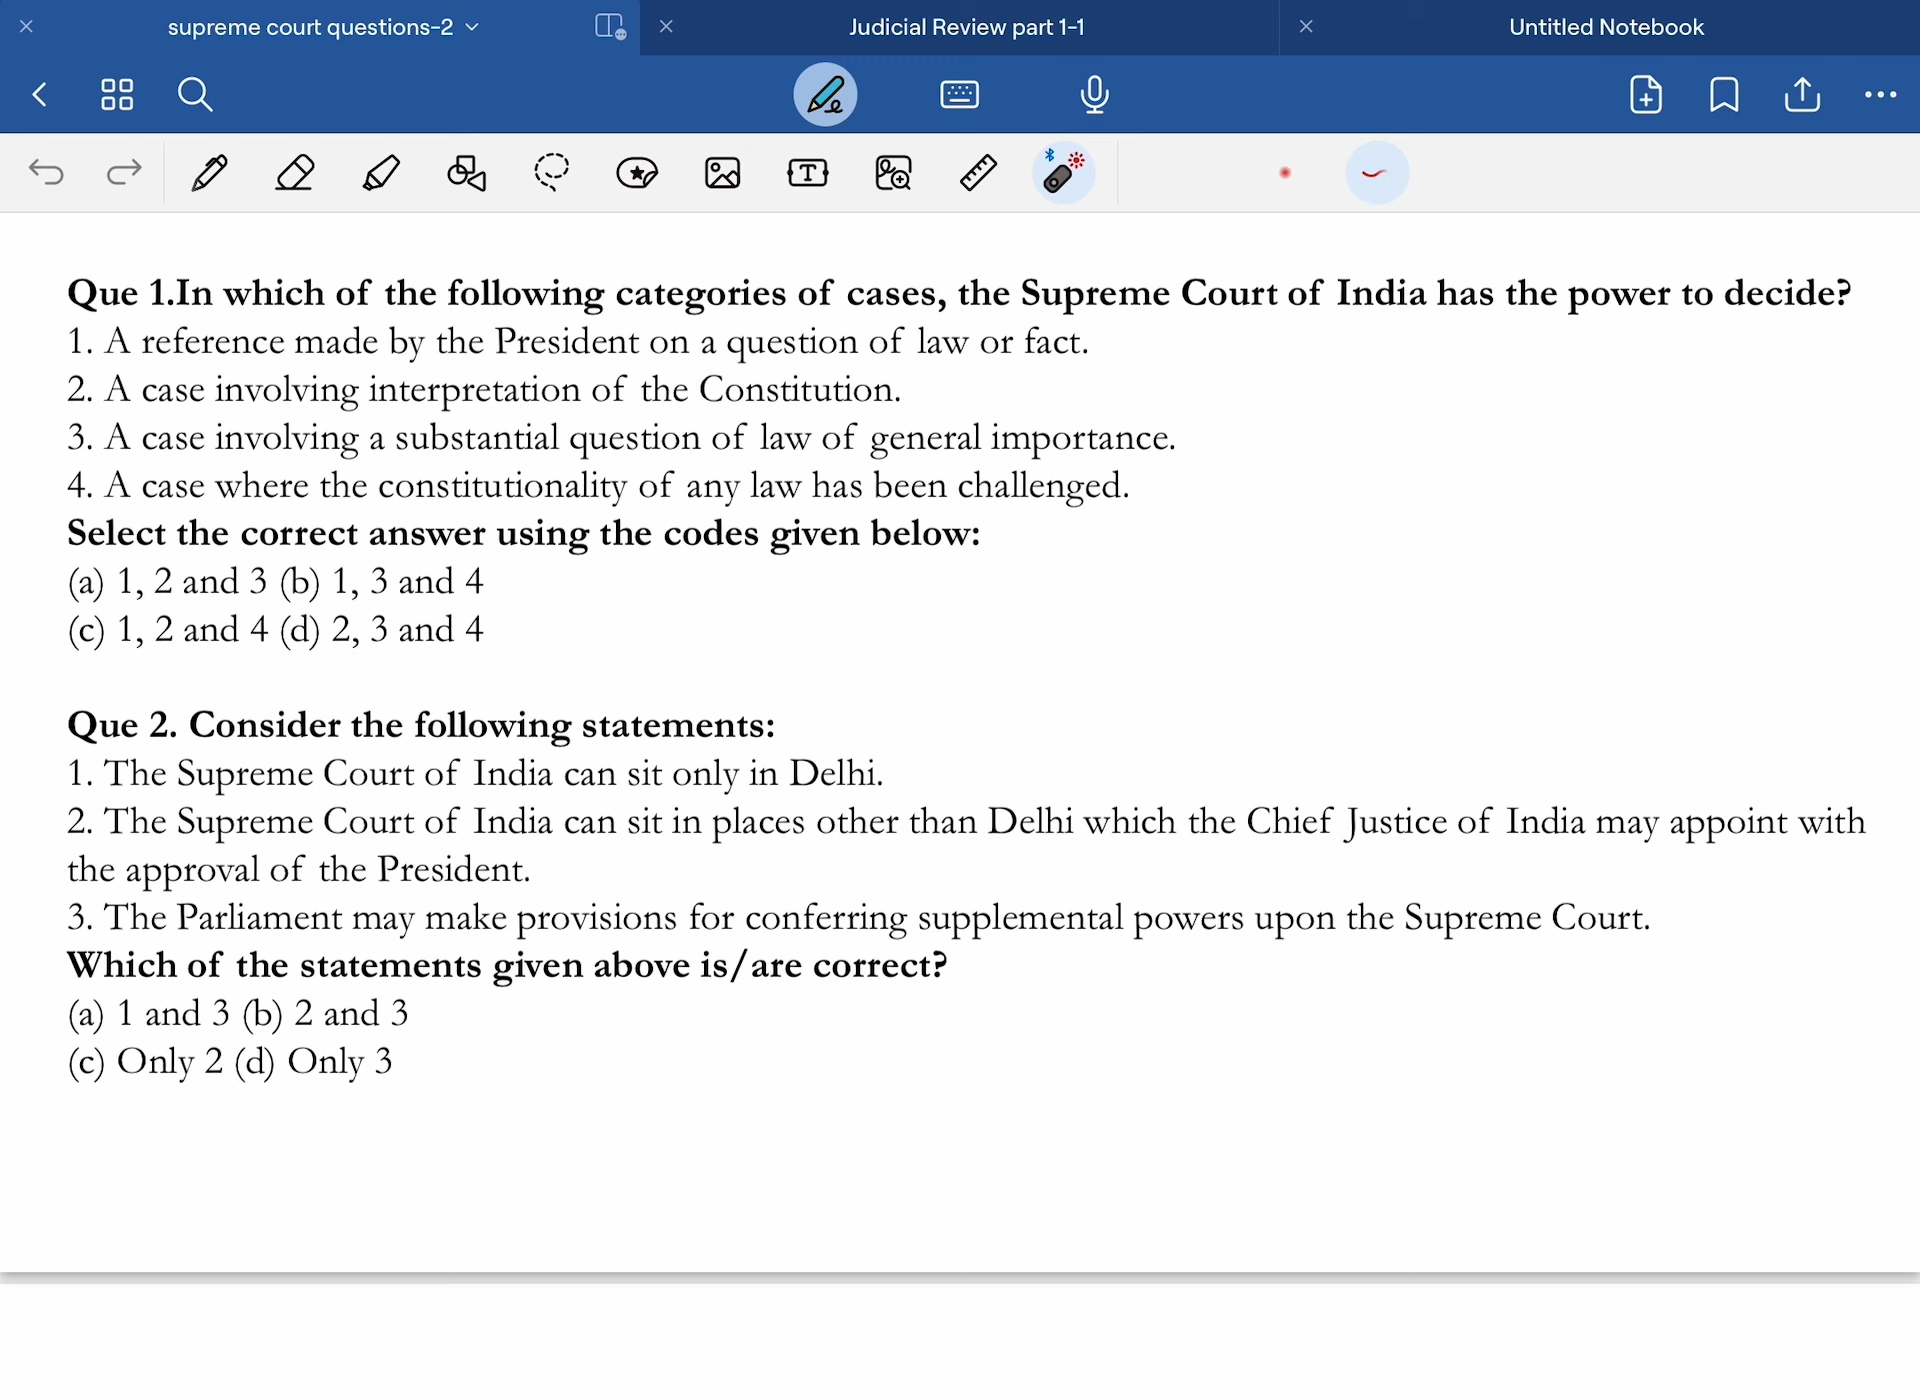 supreme court questions-2
Judicial Review part 1-1
Untitled Notebook
Que 1.In which of the following categories of cases, the Supreme Court of India has the power to decide?
1. A reference made by the President on a question of law or fact.
2. A case involving interpretation of the Constitution.
3. A case involving a substantial question of law of general importance.
4. A case where the constitutionality of any law has been challenged.
Select the correct answer using the codes given below:
(a) 1, 2 and 3 (b) 1, 3 and 4
(c) 1, 2 and 4 (d) 2, 3 and 4
Que 2. Consider the following statements:
1. The Supreme Court of India can sit only in Delhi.
2. The Supreme Court of India can sit in places other than Delhi which the Chief Justice of India may appoint with
the approval of the President.
3. The Parliament may make provisions for conferring supplemental powers upon the Supreme Court.
Which of the statements given above is/are correct?
(a) 1 and 3 (b) 2 and 3
(c) Only 2 (d) Only 3